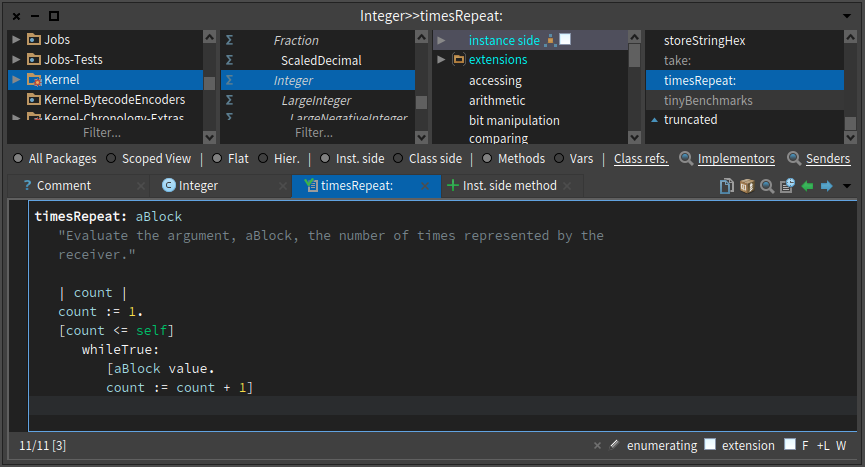 Integer>>timesRepeat:
Jobs
Jobs-Tests
Kernel
Kernel-BytecodeEncoders
Kernel-Chronology-Extras
Filter...
Fraction
ScaledDecimal
Integer
LargeInteger
LargeNegativeInteger
Filter...
instance side
extensions
accessing
arithmetic
bit manipulation
comparing
storeStringHex
take:
timesRepeat:
tinyBenchmarks
truncated
All Packages Scoped View | Flat Hier. | Inst. side Class side | Methods Vars | Class refs. Implementors Senders
? Comment Integer timesRepeat: + Inst. side method
timesRepeat: aBlock
"Evaluate the argument, aBlock, the number of times represented by the
receiver."
| count |
count := 1.
[count <= self]
whileTrue:
[aBlock value.
count := count + 1]
11/11 [3] enumerating extension F +L W